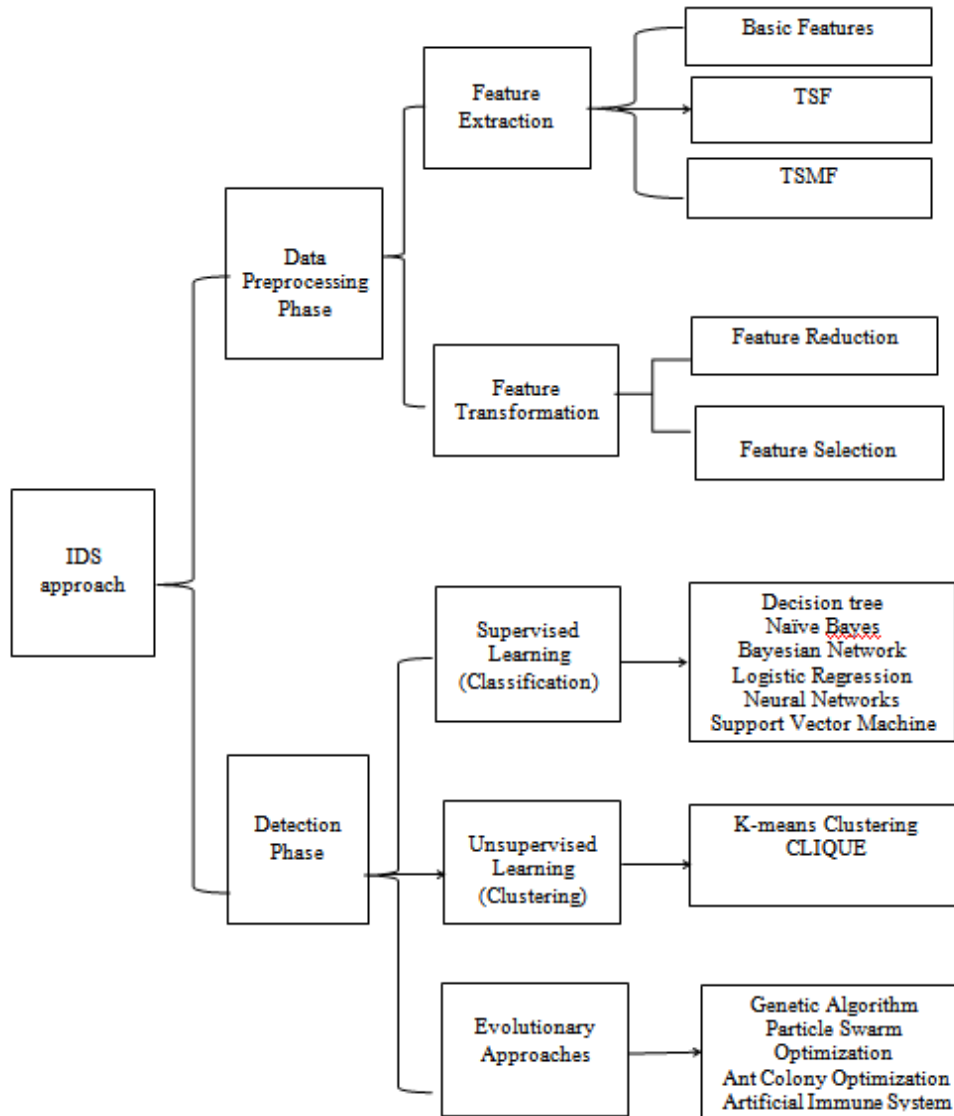 Basic Features
Feature
Extraction
TSF
TSMF
Data
Preprocessing
Phase
Feature Reduction
Feature
Transformation
Feature Selection
IDS
approach
Supervised
Learning
(Classification)
Decision tree
Naïve Bayes
Bayesian Network
Logistic Regression
Neural Networks
Support Vector Machine
Detection
Phase
Unsupervised
Learning
(Clustering)
K-means Clustering
CLIQUE
Evolutionary
Approaches
Genetic Algorithm
Particle Swarm
Optimization
Ant Colony Optimization
Artificial Immune System